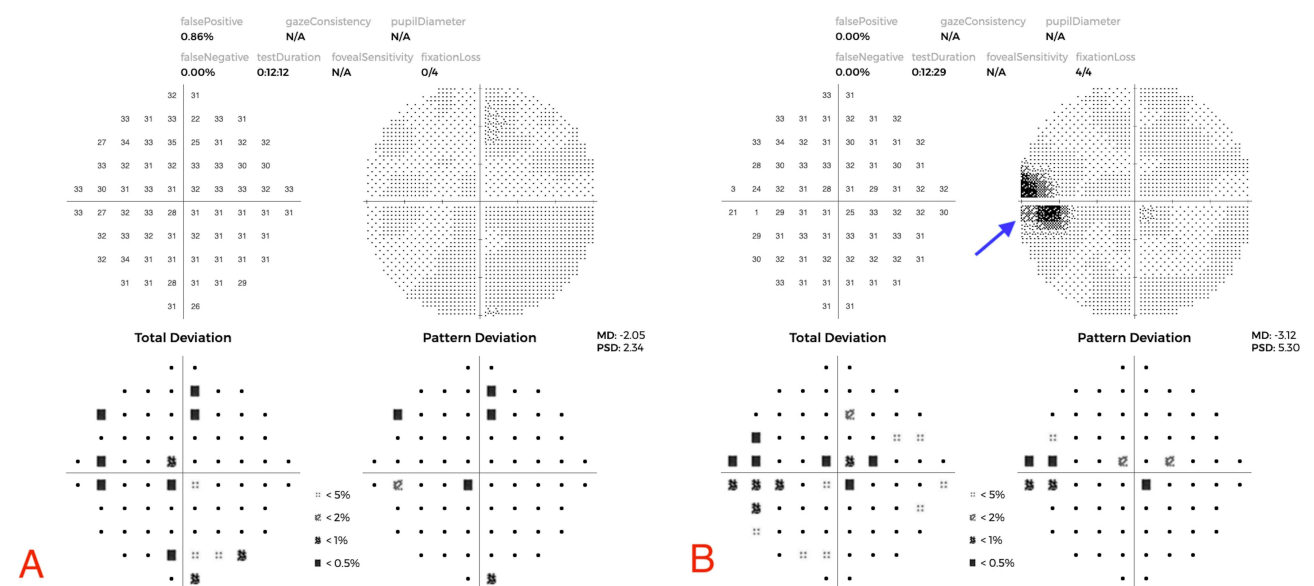 falsePositive gazeConsistency pupilDiameter
0.86% N/A N/A
falseNegative testDuration fovealSensitivity fixationLoss
0.00% 0:12:12 N/A 0/4
32 31
33 31 33 22 33 31
27 34 33 35 25 31 32 32
33 32 31 32 33 33 30 30
33 30 31 33 31 32 33 33 32 33
33 27 32 33 28 31 31 31 31 31
32 33 33 32 31 31 31 31
32 34 31 31 31 31 31 31
31 31 28 31 31 29
31 26
Total Deviation
Pattern Deviation
MD: -2.05
PSD: 2.34
:: < 5%
< 2%
< 1%
< 0.5%
A
falsePositive gazeConsistency pupilDiameter
0.00% N/A N/A
falseNegative testDuration fovealSensitivity fixationLoss
0.00% 0:12:29 N/A 4/4
33 31
33 31 31 32 31 32
33 34 32 31 30 31 31 32
28 30 33 33 32 31 30 31
3 24 32 31 28 31 29 31 32 32
21 1 29 31 31 25 33 32 32 30
29 31 33 31 33 31 33 31
30 32 32 31 32 32 32 31
33 31 31 31 31 31
31 31
Total Deviation
Pattern Deviation
MD: -3.12
PSD: 5.30
< 5%
< 2%
< 1%
< 0.5%
B